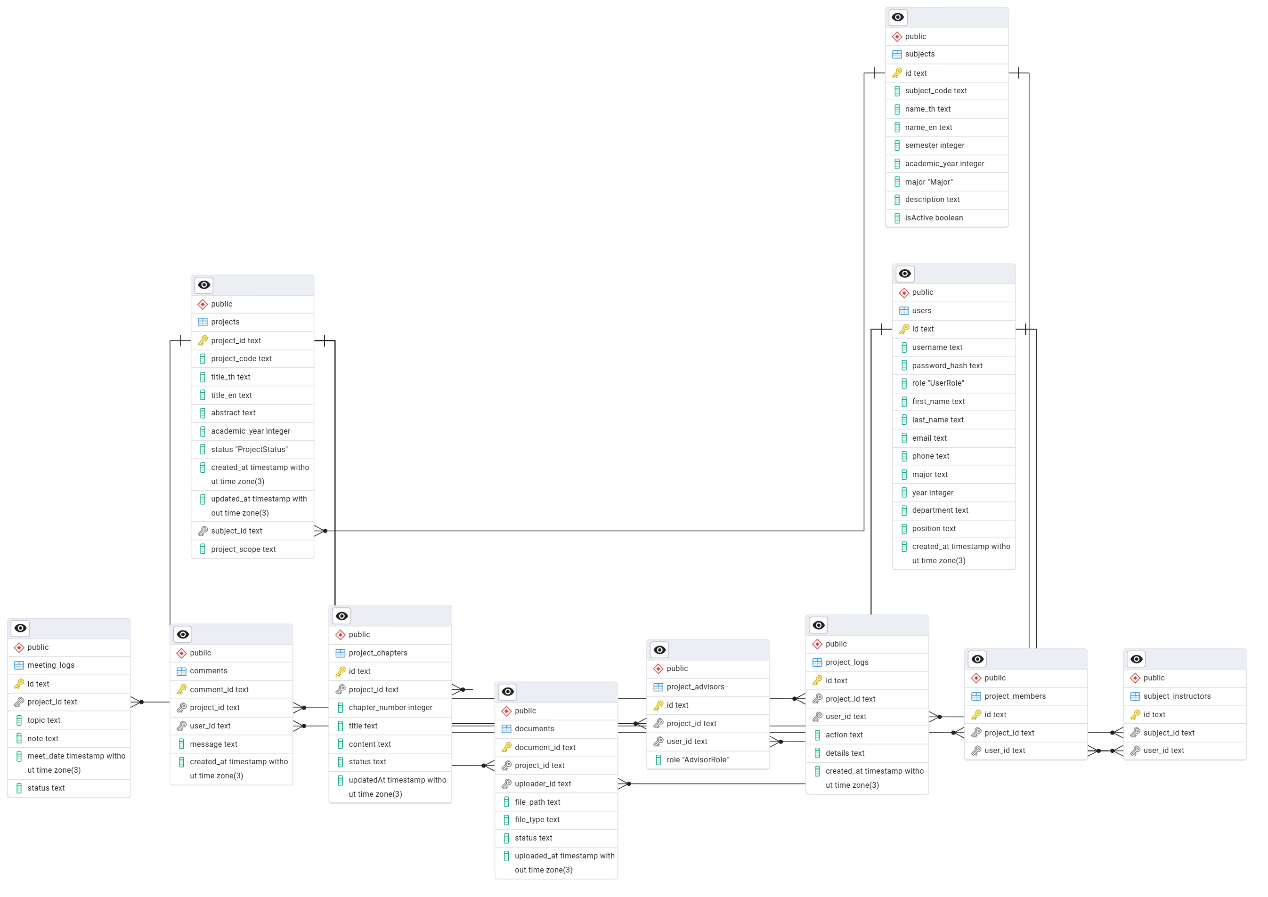 public
subjects
id text
subject_code text
name_th text
name_en text
semester integer
academic_year integer
major "Major"
description text
isActive boolean
public
users
id text
username text
password_hash text
role "UserRole"
first_name text
last_name text
email text
phone text
major text
year integer
department text
position text
created_at timestamp witho
ut time zone(3)
public
projects
project_id text
project_code text
title_th text
title_en text
abstract text
academic_year integer
status "ProjectStatus"
created_at timestamp witho
ut time zone(3)
updated_at timestamp with
out time zone(3)
subject_id text
project_scope text
public
meeting_logs
id text
project_id text
topic text
note text
meet_date timestamp witho
ut time zone(3)
status text
public
comments
comment_id text
project_id text
user_id text
message text
created_at timestamp witho
ut time zone(3)
public
project_chapters
id text
project_id text
chapter_number integer
title text
content text
status text
updatedAt timestamp witho
ut time zone(3)
public
documents
document_id text
project_id text
uploader_id text
file_path text
file_type text
status text
uploaded_at timestamp with
out time zone(3)
public
project_advisors
id text
project_id text
user_id text
role "AdvisorRole"
public
project_logs
id text
project_id text
user_id text
action text
details text
created_at timestamp witho
ut time zone(3)
public
project_members
id text
project_id text
user_id text
public
subject_instructors
id text
subject_id text
user_id text